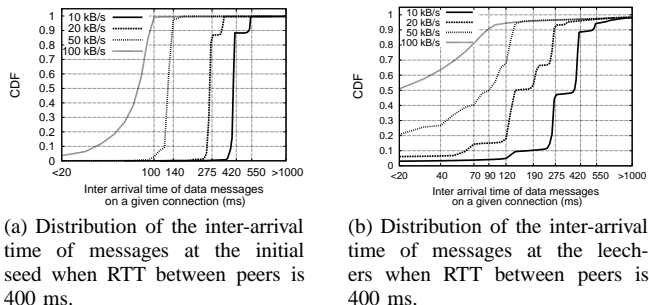 10 kB/s
20 kB/s
50 kB/s
100 kB/s
1
0.9
0.8
0.7
0.6
0.5
0.4
0.3
0.2
0.1
0
CDF
<20 100 140 275 420 550 >1000
Inter arrival time of data messages
on a given connection (ms)
(a) Distribution of the inter-arrival
time of messages at the initial
seed when RTT between peers is
400 ms.
10 kB/s
20 kB/s
50 kB/s
100 kB/s
1
0.9
0.8
0.7
0.6
0.5
0.4
0.3
0.2
0.1
0
CDF
<20 40 70 90 120 190 275 420 550 >1000
Inter arrival time of data messages
on a given connection (ms)
(b) Distribution of the inter-arrival
time of messages at the leech-
ers when RTT between peers is
400 ms.